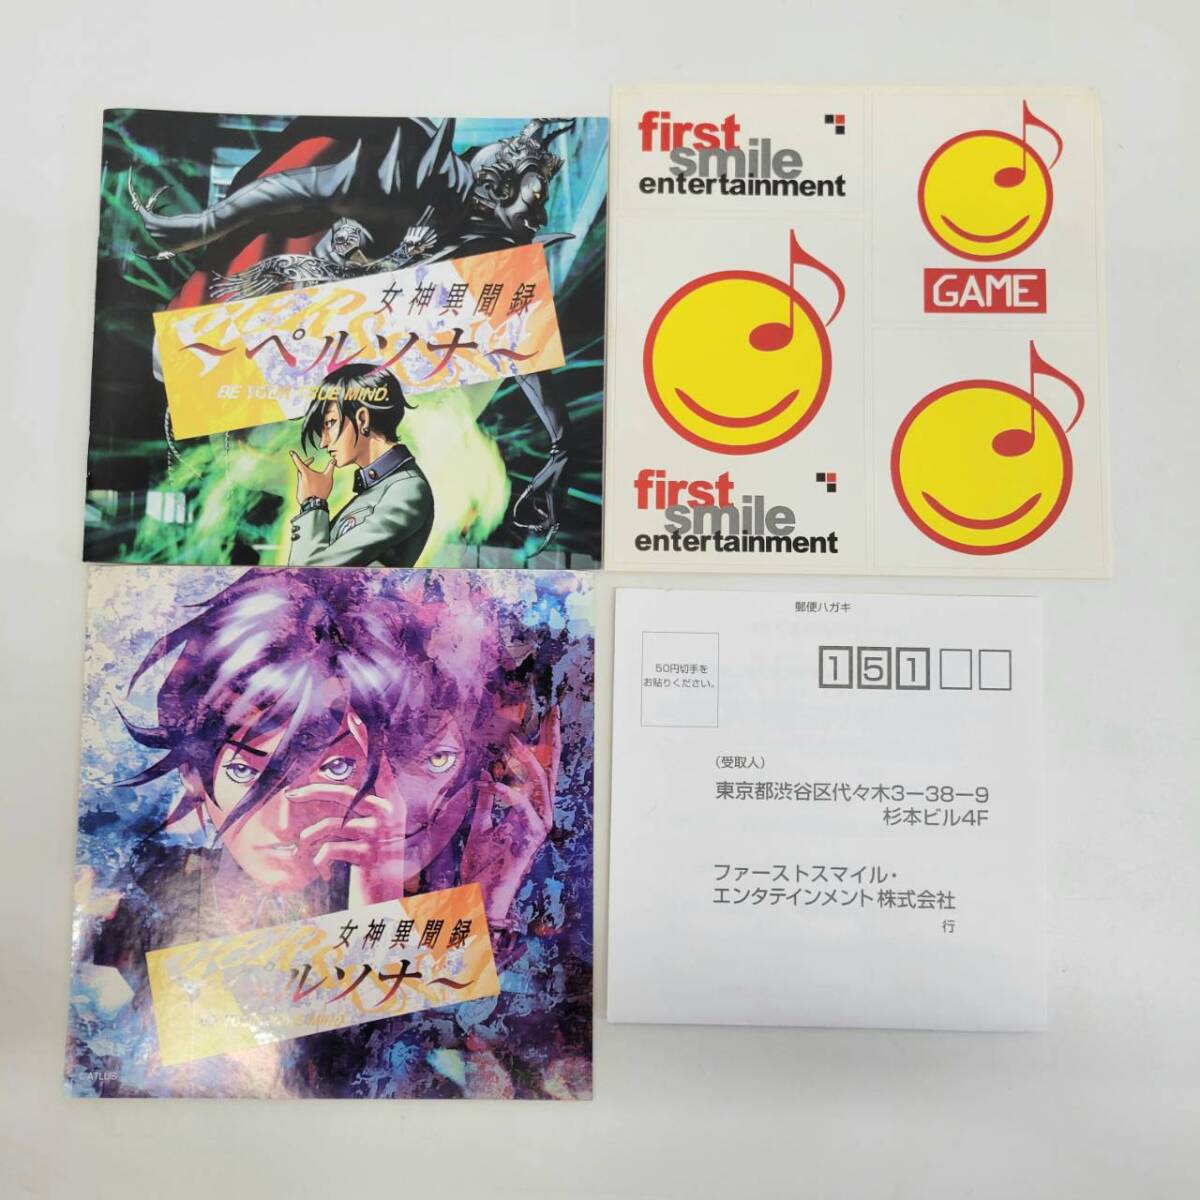 女神異聞録
～ペルソナ～
BE YOUR TRUE MIND.
first
smile
entertainment
GAME
first
smile
entertainment
女神異聞録
ペルソナ～
©ATLUS
郵便ハガキ
50円切手を
お貼りください。
151
（受取人）
東京都渋谷区代々木3－38－9
杉本ビル4F
ファーストスマイル・
エンタテインメント株式会社
行